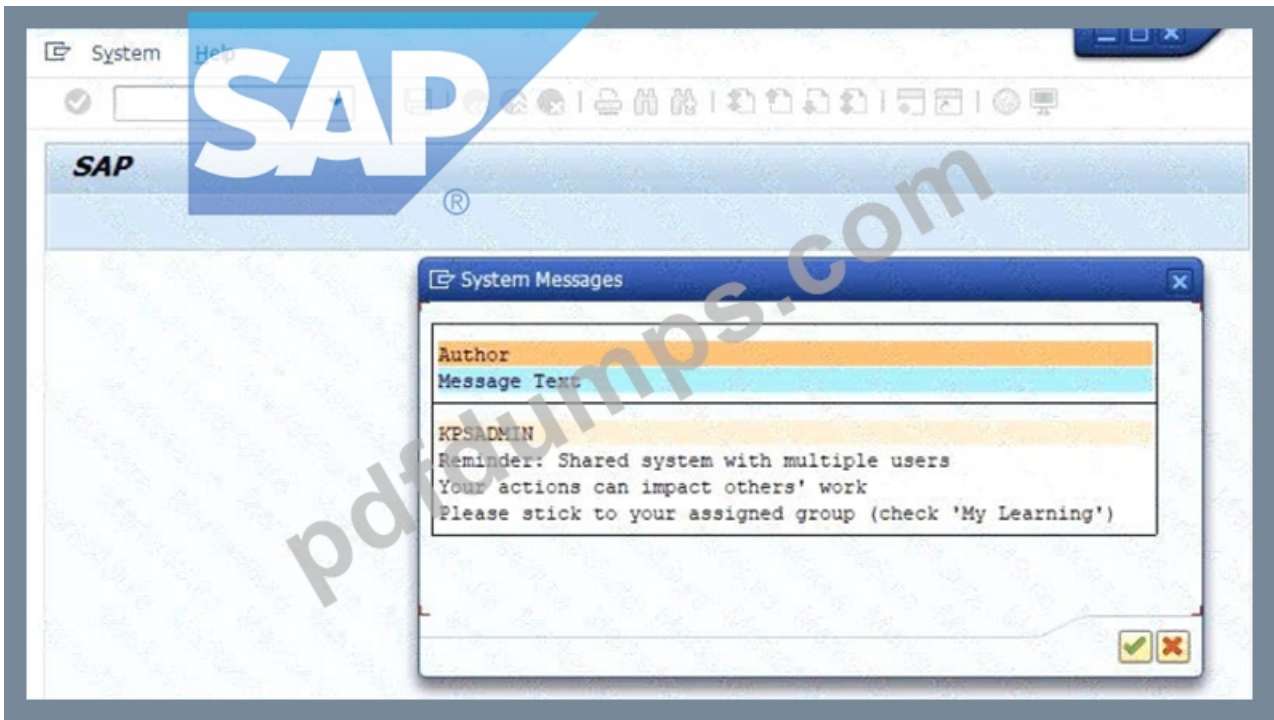 System Help
SAP
®
SAP
System Messages
Author
Message Text
KPSADMIN
Reminder: Shared system with multiple users
Your actions can impact others' work
Please stick to your assigned group (check 'My Learning')
pdfdumps.com